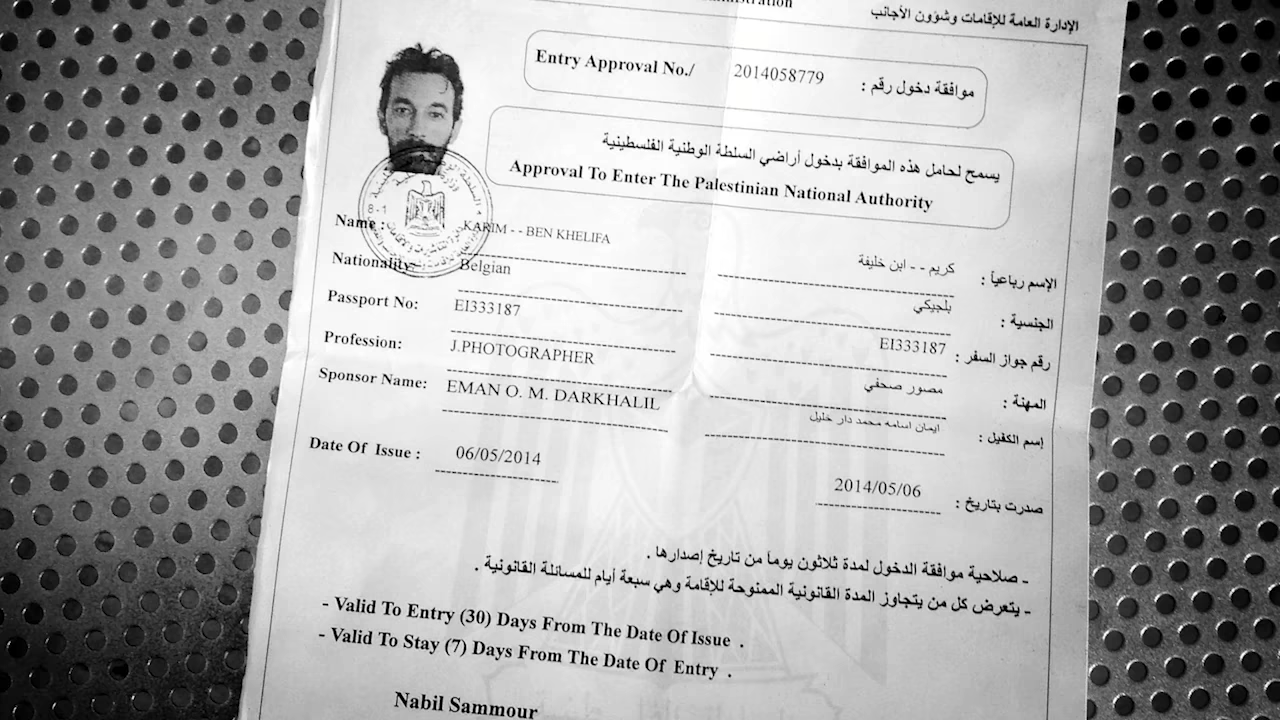 الإدارة العامة للإقامات وشؤون الأجانب
Entry Approval No./ 2014058779 موافقة دخول رقم :
يسمح لحامل هذه الموافقة بدخول أراضي السلطة الوطنية الفلسطينية
Approval To Enter The Palestinian National Authority
8-1
Name : KARIM - - BEN KHELIFA
الإسم رباعياً : كريم - - ابن خليفة
Nationality: Belgian
الجنسية : بلجيكي
Passport No: EI333187
رقم جواز السفر : EI333187
Profession: J.PHOTOGRAPHER
المهنة : مصور صحفي
Sponsor Name: EMAN O. M. DARKHALIL
إسم الكفيل : ايمان اسامه محمد دار خليل
Date Of Issue : 06/05/2014
صدرت بتاريخ : 2014/05/06
- صلاحية موافقة الدخول لمدة ثلاثون يوماً من تاريخ إصدارها .
- يتعرض كل من يتجاوز المدة القانونية الممنوحة للإقامة وهي سبعة أيام للمسائلة القانونية .
- Valid To Entry (30) Days From The Date Of Issue .
- Valid To Stay (7) Days From The Date Of Entry .
Nabil Sammour